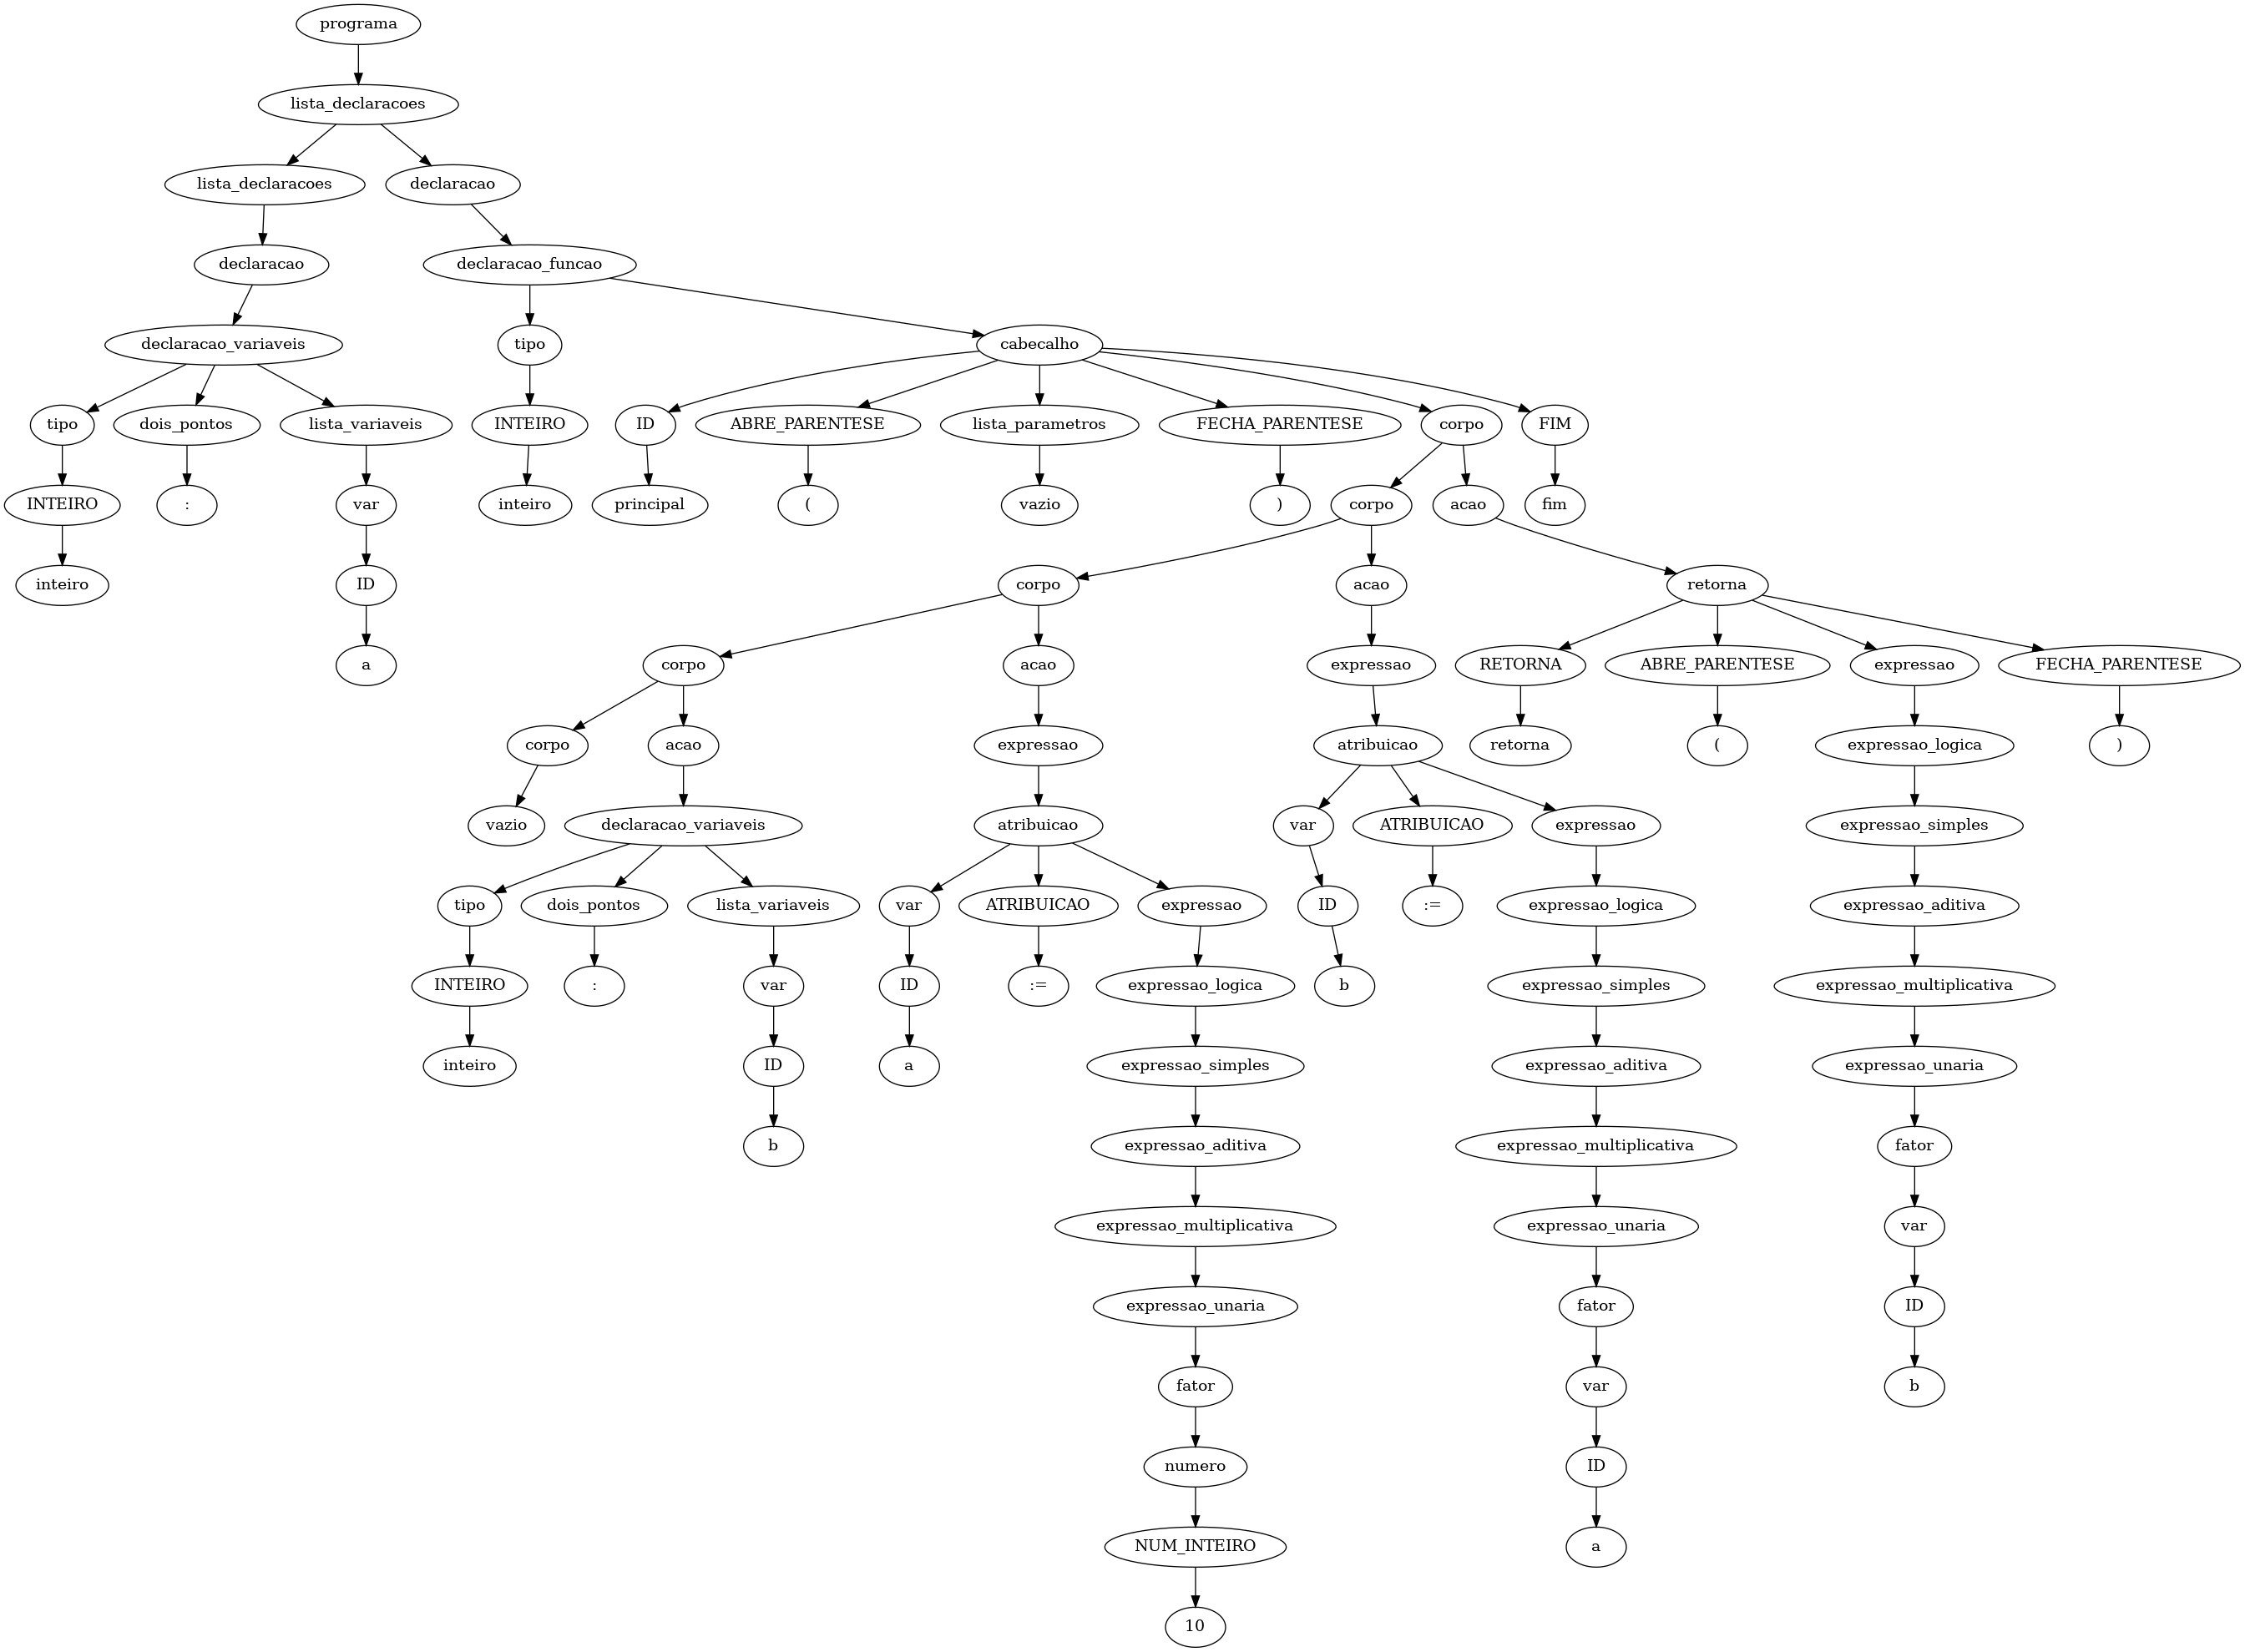 programa
lista_declaracoes
lista_declaracoes declaracao
declaracao declaracao_funcao
declaracao_variaveis tipo cabecalho
tipo dois_pontos lista_variaveis INTEIRO ID ABRE_PARENTESE lista_parametros FECHA_PARENTESE corpo FIM
INTEIRO : var inteiro principal ( vazio ) corpo acao fim
inteiro ID corpo acao retorna
a corpo acao expressao RETORNA ABRE_PARENTESE expressao FECHA_PARENTESE
corpo acao expressao atribuicao retorna ( expressao_logica )
vazio declaracao_variaveis atribuicao var ATRIBUICAO expressao expressao_simples
tipo dois_pontos lista_variaveis var ATRIBUICAO expressao ID := expressao_logica expressao_aditiva
INTEIRO : var ID := expressao_logica b expressao_simples expressao_multiplicativa
inteiro ID a expressao_simples expressao_aditiva expressao_unaria
b expressao_aditiva expressao_multiplicativa fator
expressao_multiplicativa expressao_unaria var
expressao_unaria fator ID
fator var b
numero ID
NUM_INTEIRO a
10